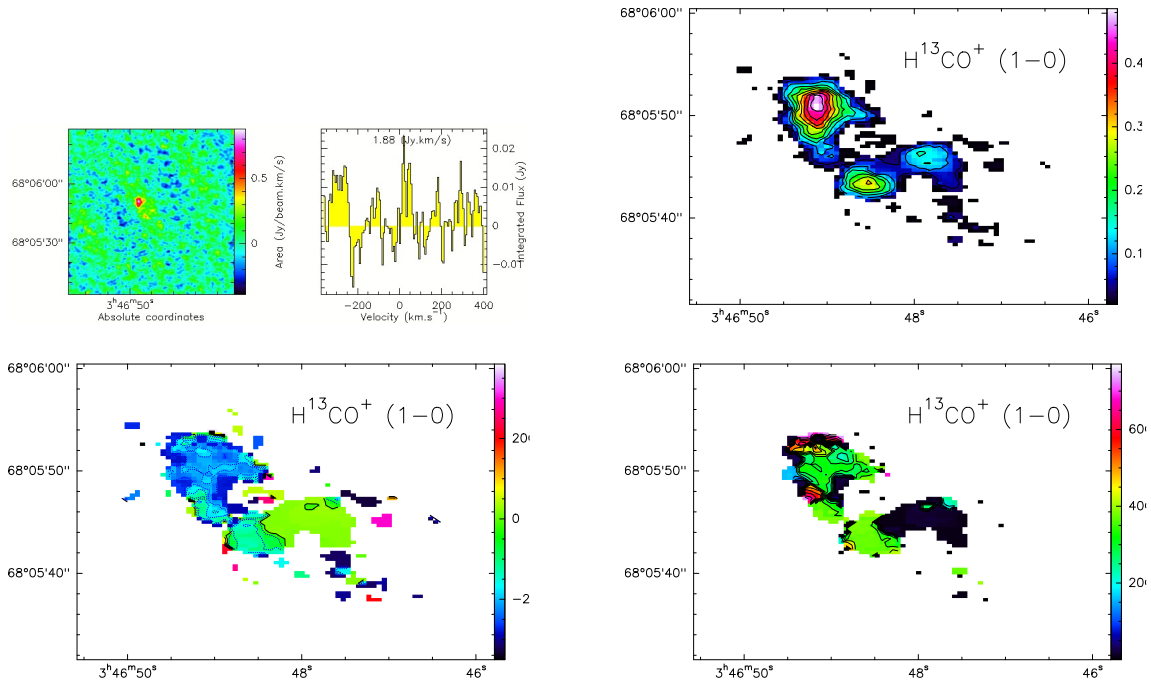 68°06'00''
68°05'30''
3ʰ46ᵐ50ˢ
Absolute coordinates
0.5
0
Area (Jy/beam.km/s)
1.88 (Jy.km/s)
0.02
0.01
0
−0.01
Integrated Flux (Jy)
−200
0
200
400
Velocity (km.s⁻¹)
68°06'00''
68°05'50''
68°05'40''
H¹³CO⁺ (1−0)
3ʰ46ᵐ50ˢ
48ˢ
46ˢ
0.4
0.3
0.2
0.1
68°06'00''
68°05'50''
68°05'40''
H¹³CO⁺ (1−0)
3ʰ46ᵐ50ˢ
48ˢ
46ˢ
20
0
−2
68°06'00''
68°05'50''
68°05'40''
H¹³CO⁺ (1−0)
3ʰ46ᵐ50ˢ
48ˢ
46ˢ
60
40
20